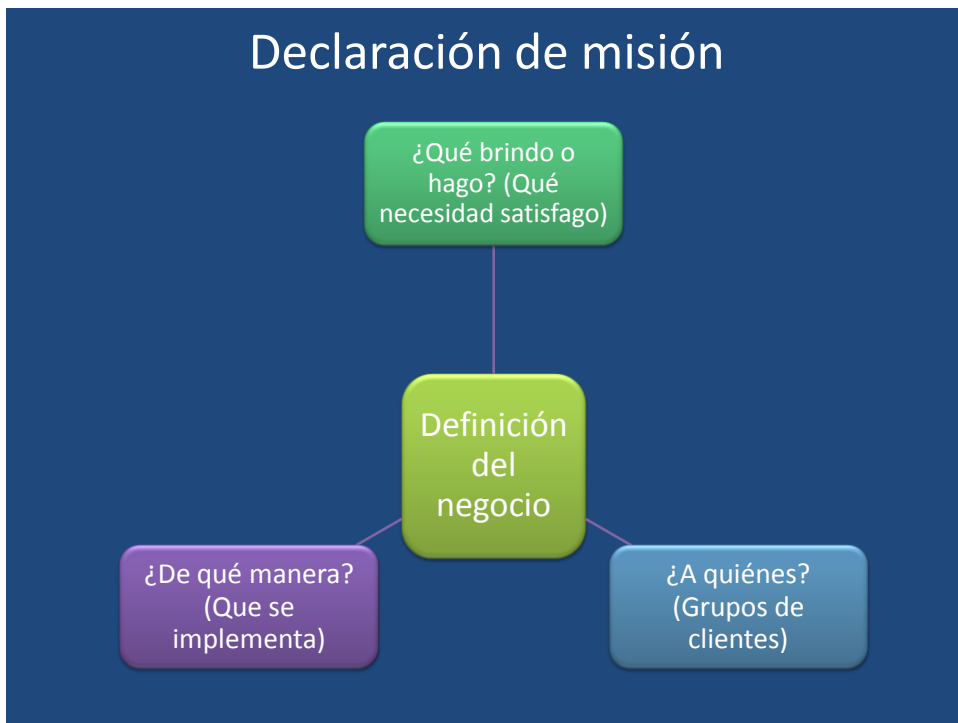 Declaración de misión
¿Qué brindo o
hago? (Qué
necesidad satisfago)
Definición
del
negocio
¿De qué manera?
(Que se
implementa)
¿A quiénes?
(Grupos de
clientes)